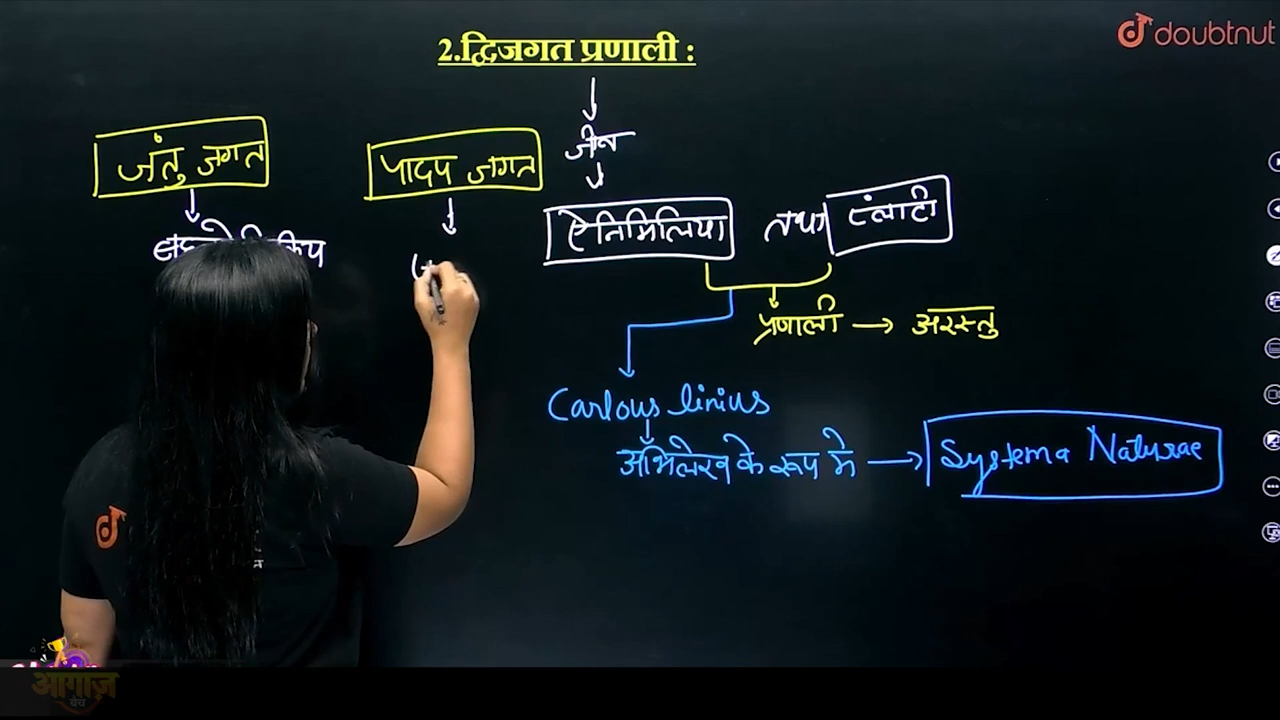 doubtnut
2.द्विजगत प्रणाली :
जीव
जंतु जगत
पादप जगत
ऐनिमिलिया तथा प्लांटी
प्रणाली → अरस्तु
Carlous linius
अभिलेख के रूप मे → Systema Naturae
आगाज़
बैच